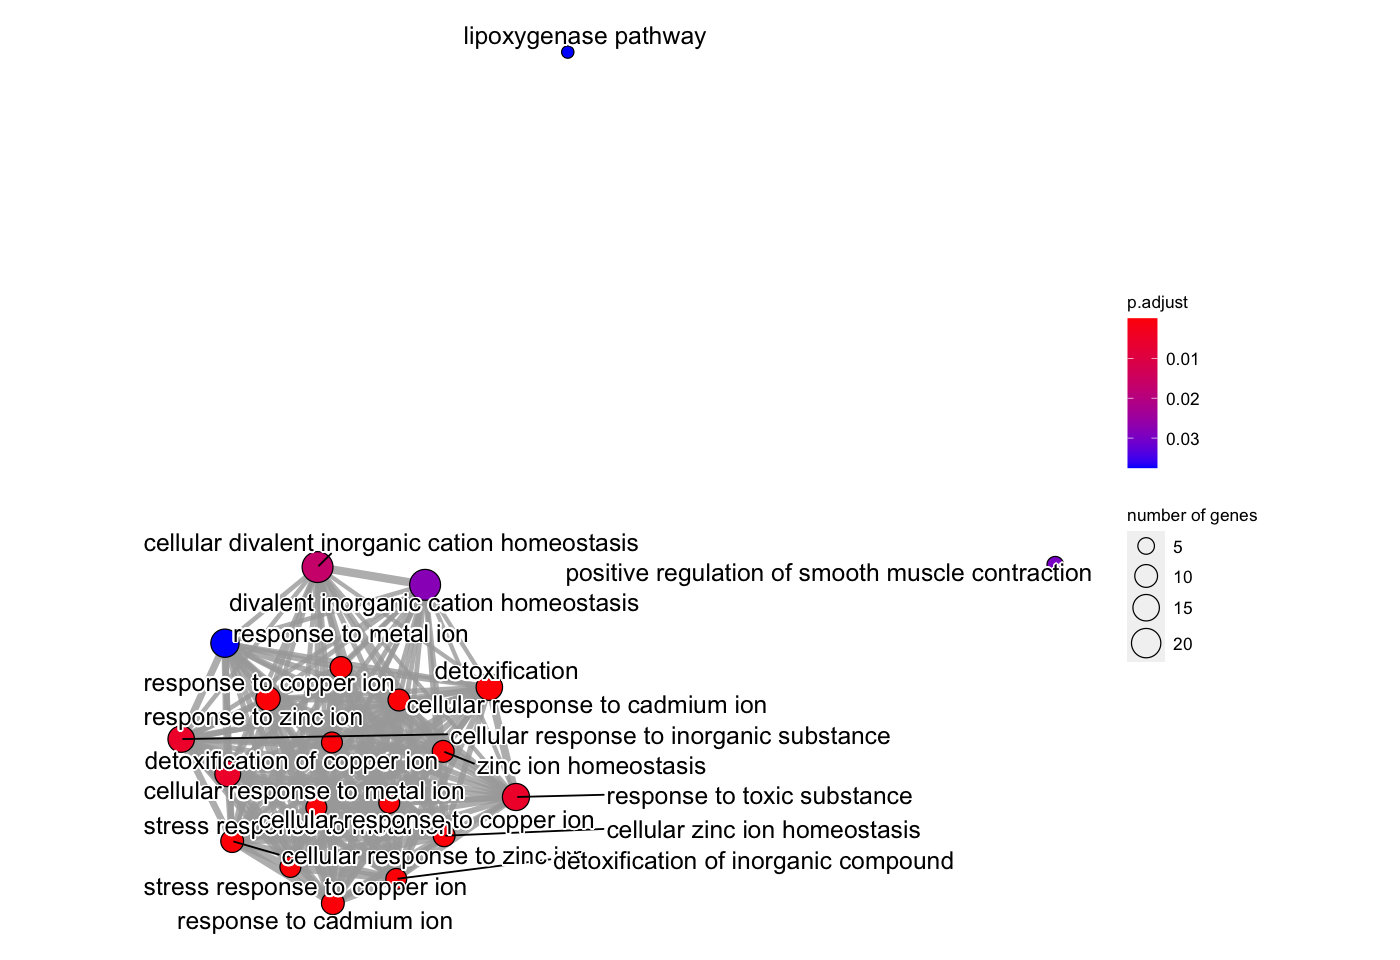 lipoxygenase pathway
p.adjust
0.01
0.02
0.03
number of genes
5
10
15
20
cellular divalent inorganic cation homeostasis
positive regulation of smooth muscle contraction
divalent inorganic cation homeostasis
response to metal ion
detoxification
response to copper ion
cellular response to cadmium ion
response to zinc ion
cellular response to inorganic substance
detoxification of copper ion
zinc ion homeostasis
cellular response to metal ion
response to toxic substance
cellular response to copper ion
stress response to metal ion
cellular zinc ion homeostasis
cellular response to zinc ion
detoxification of inorganic compound
stress response to copper ion
response to cadmium ion